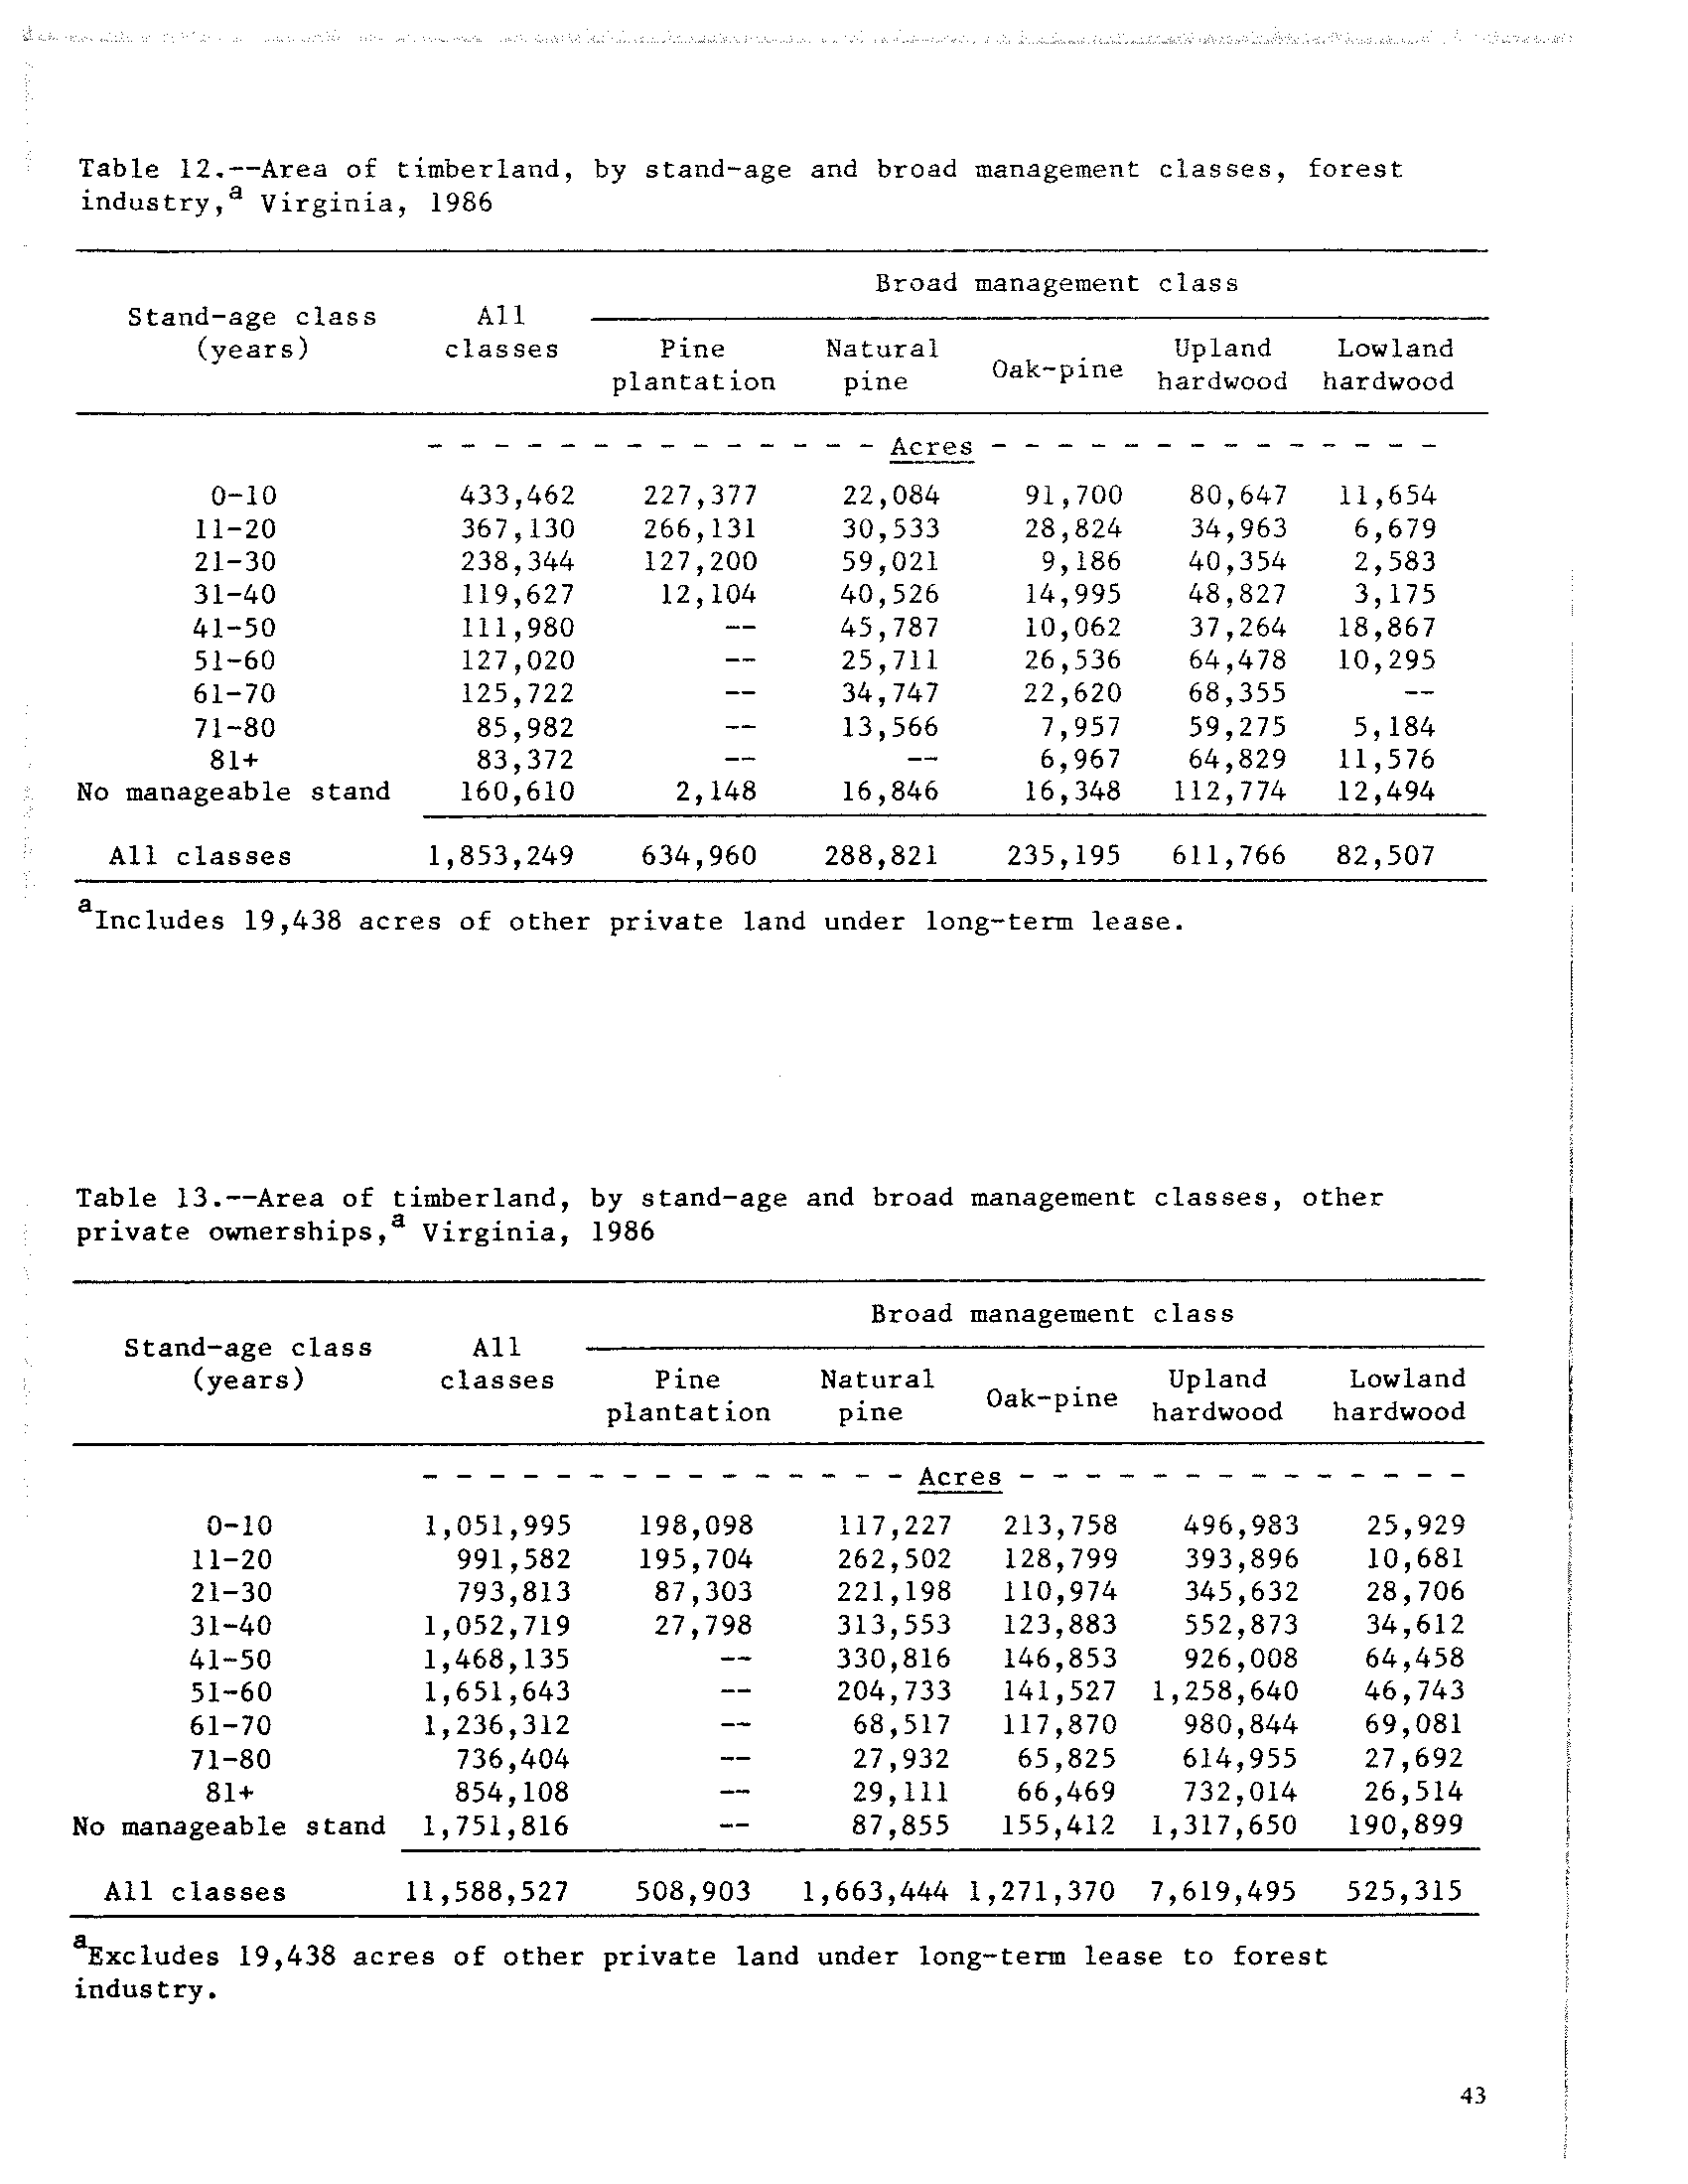 Table 12.--Area of timberland, by stand-age and broad management classes, forest
industry,a Virginia, 1986
Broad management class
Stand-age class All
(years) classes Pine Natural Oak-pine Upland Lowland
plantation pine hardwood hardwood
- - - - - - - - - - - - - - Acres - - - - - - - - - - - - - -
0-10 433,462 227,377 22,084 91,700 80,647 11,654
11-20 367,130 266,131 30,533 28,824 34,963 6,679
21-30 238,344 127,200 59,021 9,186 40,354 2,583
31-40 119,627 12,104 40,526 14,995 48,827 3,175
41-50 111,980 -- 45,787 10,062 37,264 18,867
51-60 127,020 -- 25,711 26,536 64,478 10,295
61-70 125,722 -- 34,747 22,620 68,355 --
71-80 85,982 -- 13,566 7,957 59,275 5,184
81+ 83,372 -- -- 6,967 64,829 11,576
No manageable stand 160,610 2,148 16,846 16,348 112,774 12,494
All classes 1,853,249 634,960 288,821 235,195 611,766 82,507
aIncludes 19,438 acres of other private land under long-term lease.
Table 13.--Area of timberland, by stand-age and broad management classes, other
private ownerships,a Virginia, 1986
Broad management class
Stand-age class All
(years) classes Pine Natural Oak-pine Upland Lowland
plantation pine hardwood hardwood
- - - - - - - - - - - - - - - Acres - - - - - - - - - - - - - -
0-10 1,051,995 198,098 117,227 213,758 496,983 25,929
11-20 991,582 195,704 262,502 128,799 393,896 10,681
21-30 793,813 87,303 221,198 110,974 345,632 28,706
31-40 1,052,719 27,798 313,553 123,883 552,873 34,612
41-50 1,468,135 -- 330,816 146,853 926,008 64,458
51-60 1,651,643 -- 204,733 141,527 1,258,640 46,743
61-70 1,236,312 -- 68,517 117,870 980,844 69,081
71-80 736,404 -- 27,932 65,825 614,955 27,692
81+ 854,108 -- 29,111 66,469 732,014 26,514
No manageable stand 1,751,816 -- 87,855 155,412 1,317,650 190,899
All classes 11,588,527 508,903 1,663,444 1,271,370 7,619,495 525,315
aExcludes 19,438 acres of other private land under long-term lease to forest
industry.
43